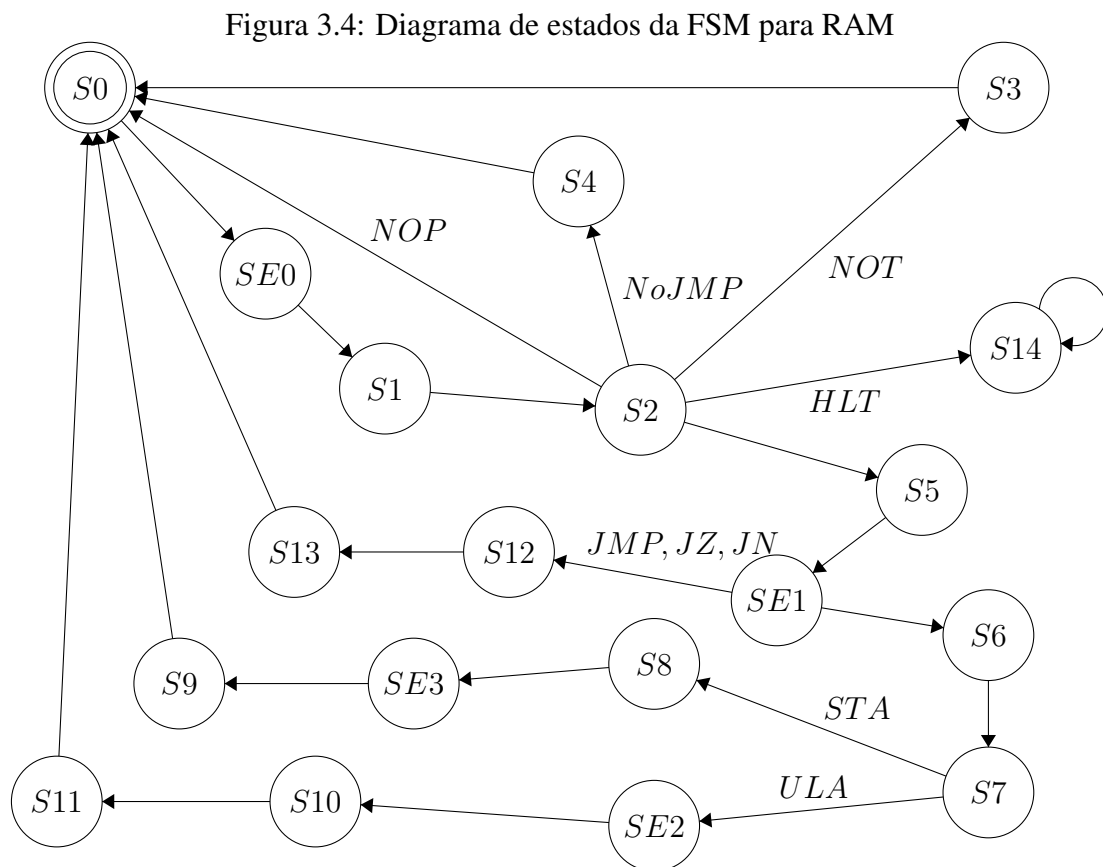 Figura 3.4: Diagrama de estados da FSM para RAM
S0
S3
S4
NOP
SE0
NoJMP
NOT
S14
S1
S2
HLT
S5
S13
S12
JMP, JZ, JN
SE1
S6
S9
SE3
S8
STA
S11
S10
SE2
ULA
S7